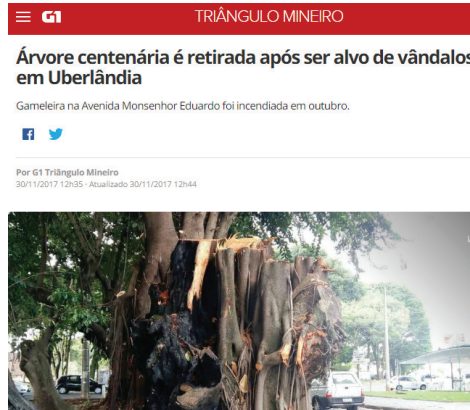 G1 TRIÂNGULO MINEIRO
Árvore centenária é retirada após ser alvo de vândalos
em Uberlândia
Gameleira na Avenida Monsenhor Eduardo foi incendiada em outubro.
Por G1 Triângulo Mineiro
30/11/2017 12h35 · Atualizado 30/11/2017 12h44